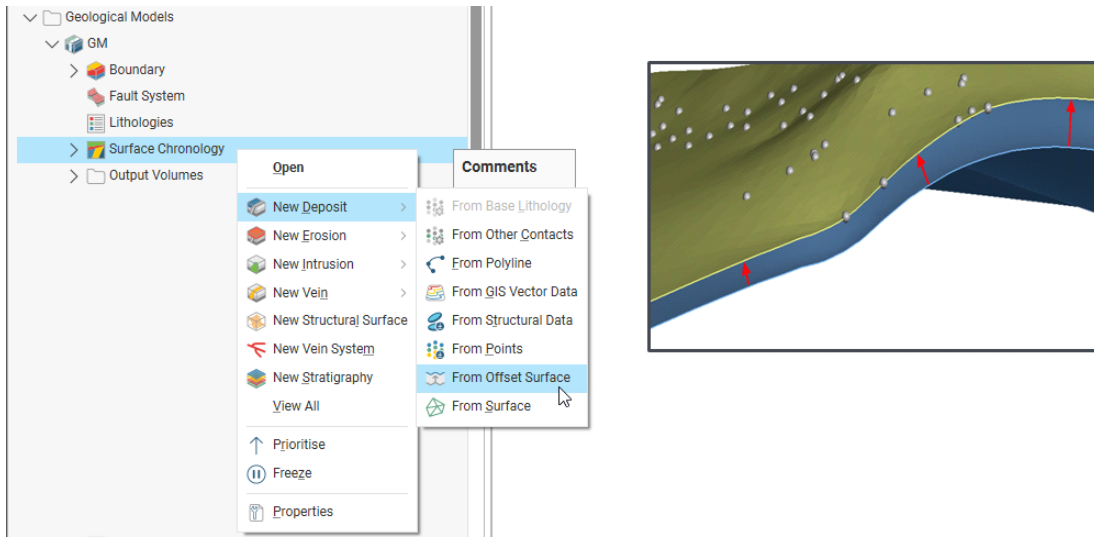 Geological Models
GM
Boundary
Fault System
Lithologies
Surface Chronology
Output Volumes
Open
New Deposit
New Erosion
New Intrusion
New Vein
New Structural Surface
New Vein System
New Stratigraphy
View All
Prioritise
Freeze
Properties
Comments
From Base Lithology
From Other Contacts
From Polyline
From GIS Vector Data
From Structural Data
From Points
From Offset Surface
From Surface